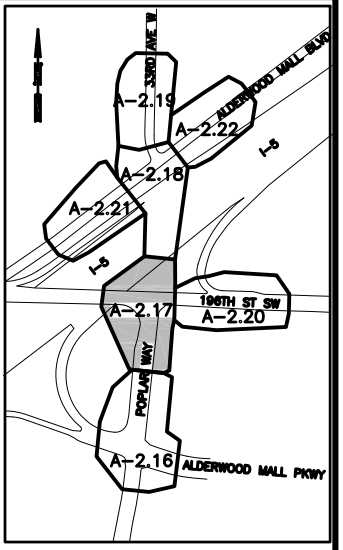 33RD AVE W
ALDERWOOD MALL BLVD
A-2.19
A-2.22
I-5
A-2.18
A-2.21
I-5
196TH ST SW
A-2.17
A-2.20
POPLAR WAY
A-2.16
ALDERWOOD MALL PKWY